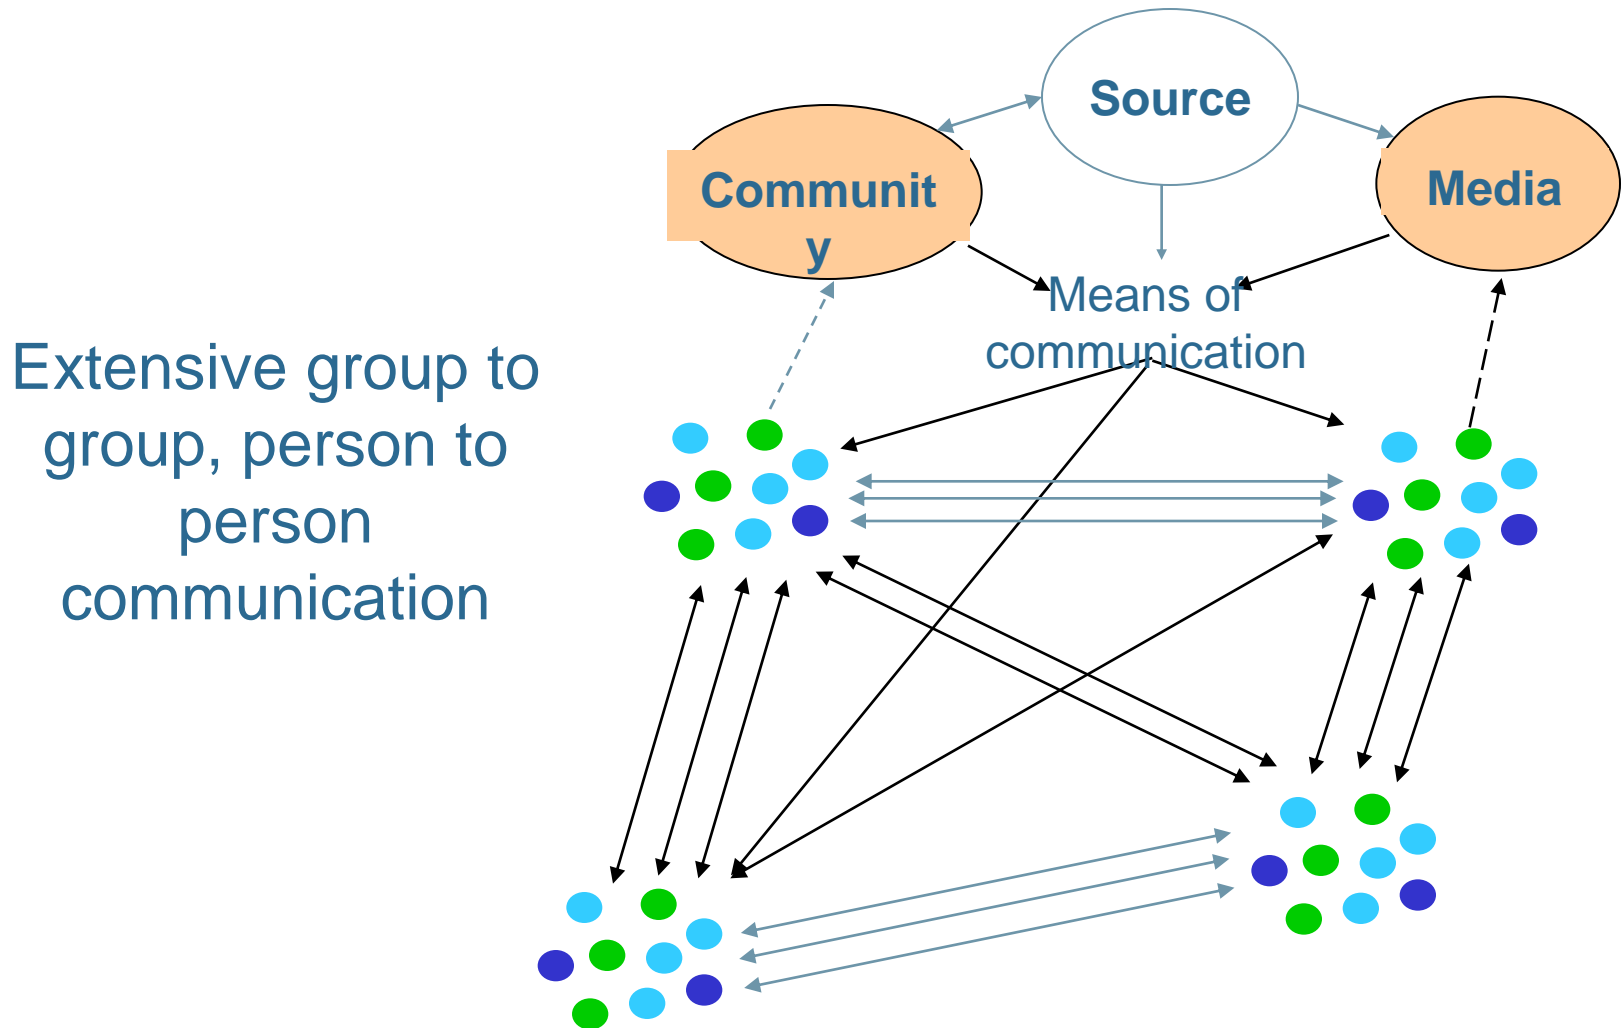 Source
Communit
y
Media
Means of
communication
Extensive group to
group, person to
person
communication